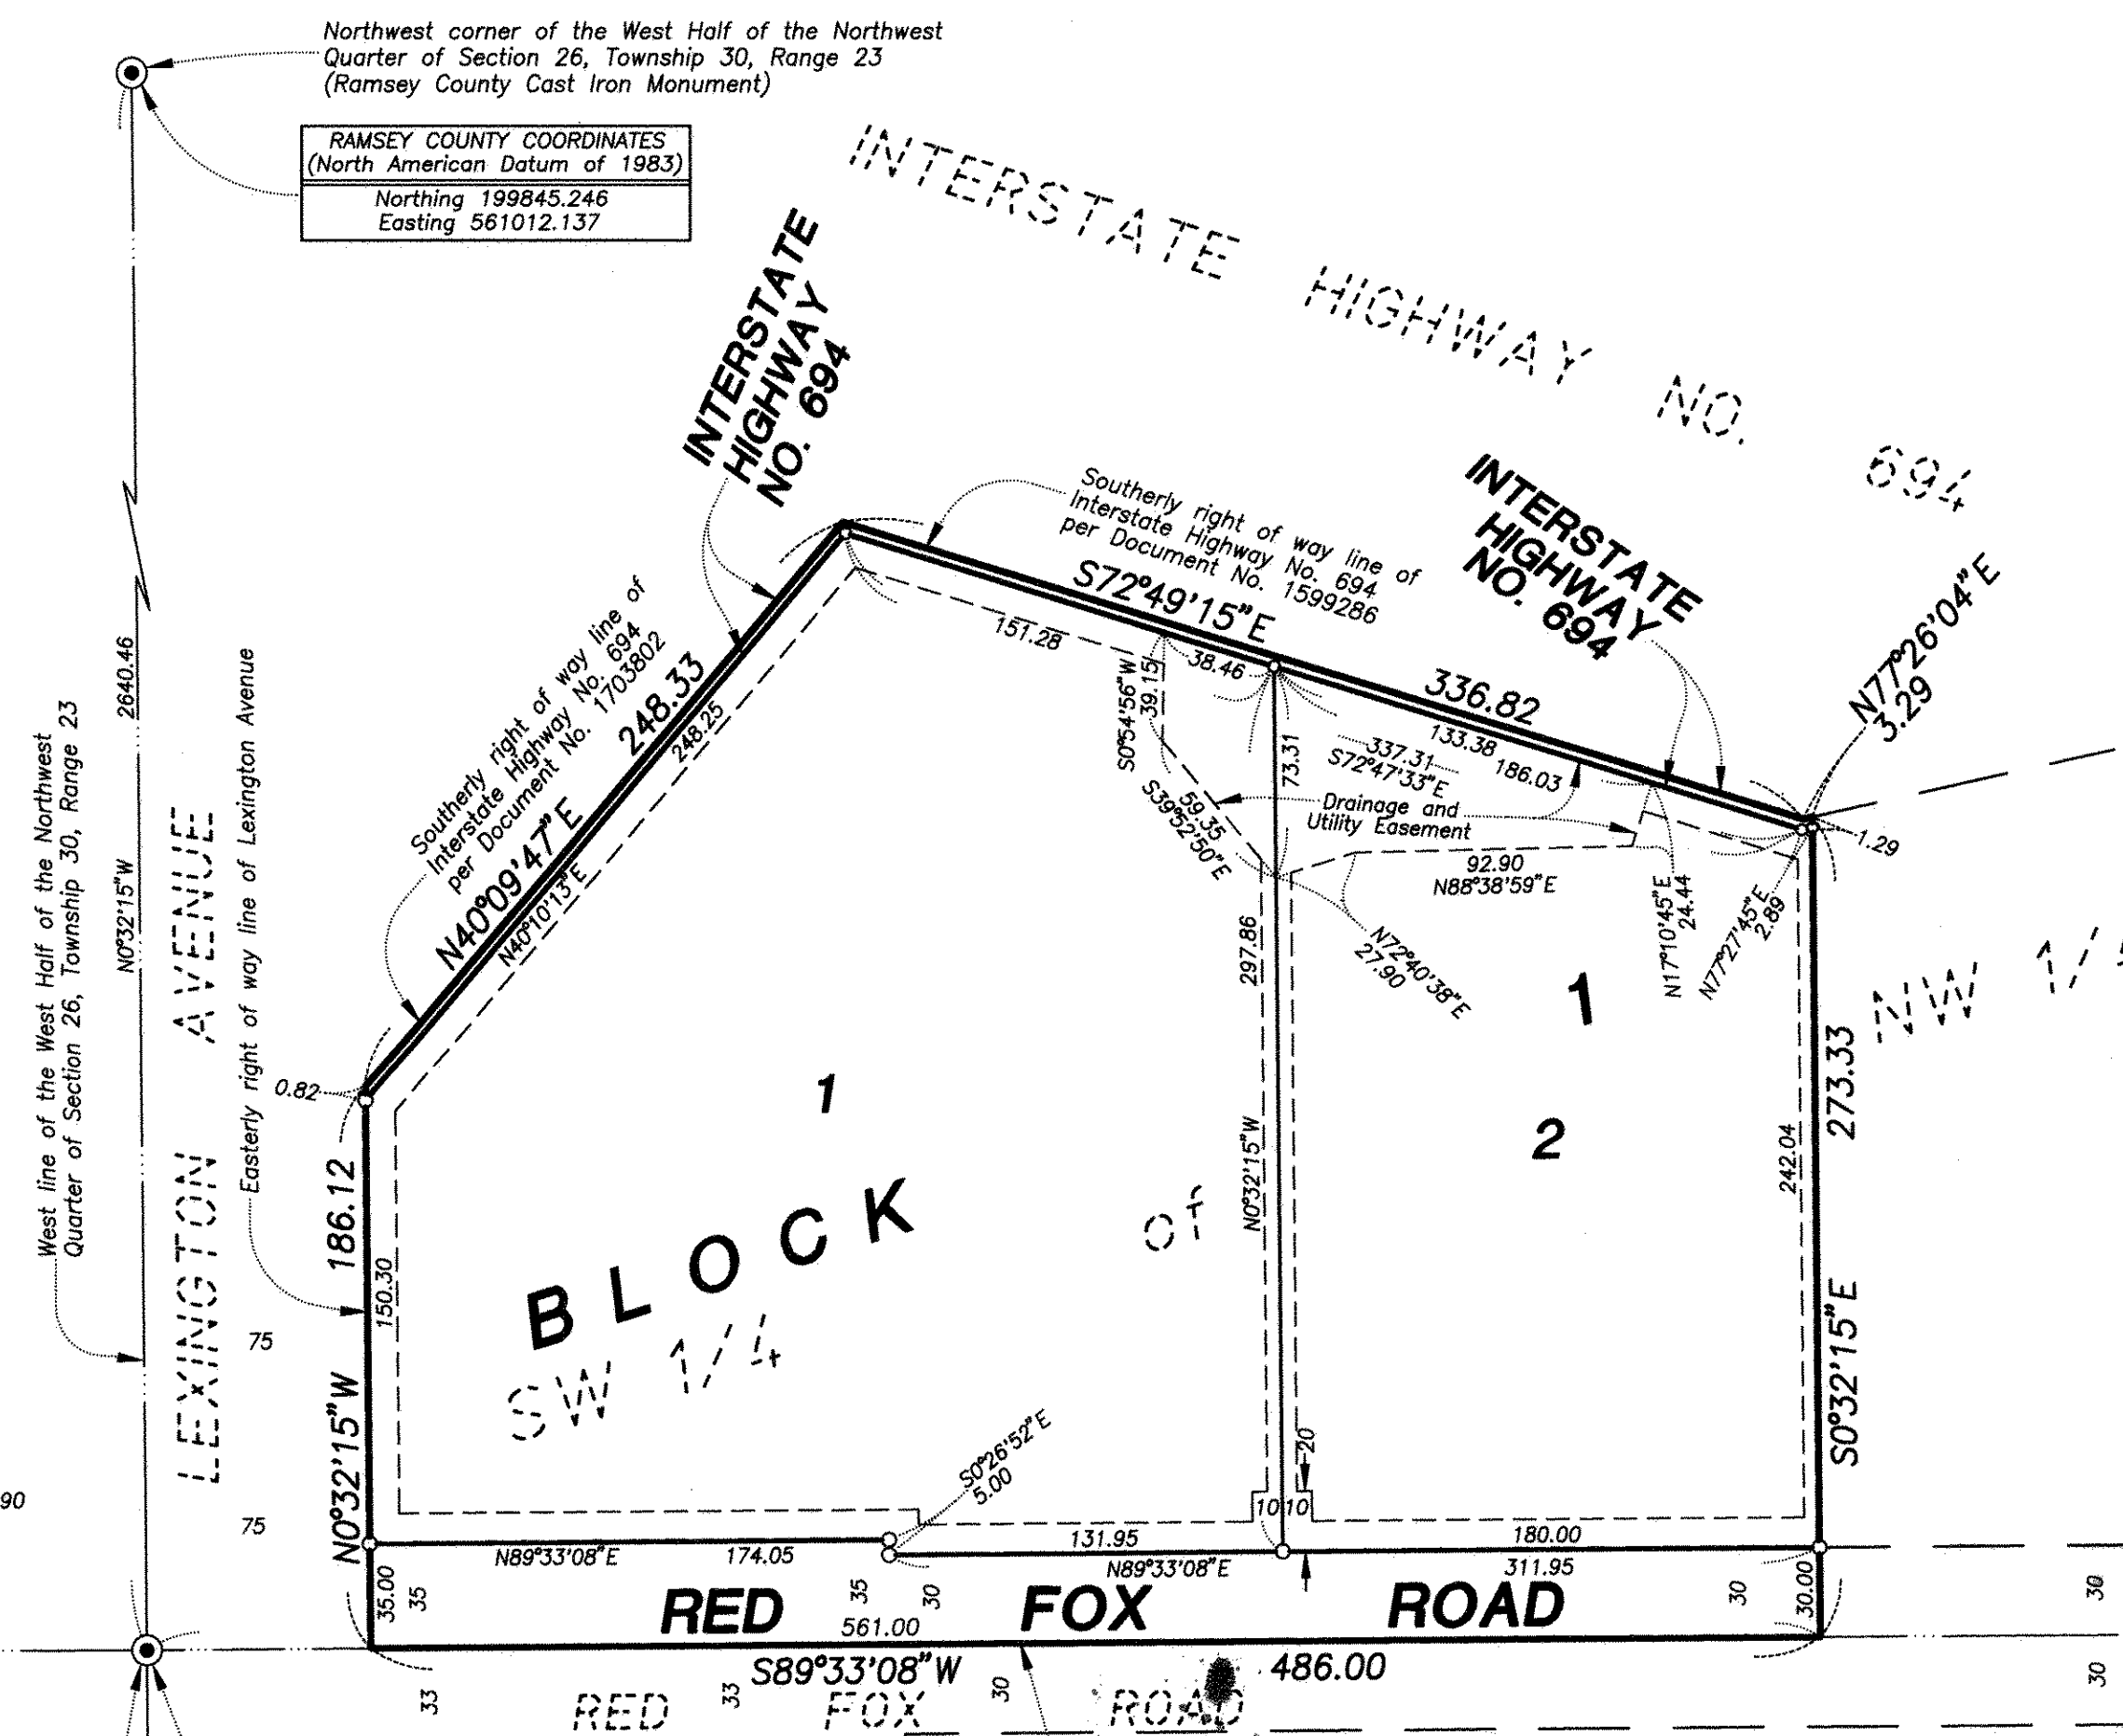 Northwest corner of the West Half of the Northwest
Quarter of Section 26, Township 30, Range 23
(Ramsey County Cast Iron Monument)
RAMSEY COUNTY COORDINATES
(North American Datum of 1983)
Northing 199845.246
Easting 561012.137
INTERSTATE HIGHWAY NO. 694
INTERSTATE
HIGHWAY
NO. 694
Southerly right of way line of
Interstate Highway No. 694
per Document No. 1599286
S72°49'15"E
336.82
INTERSTATE
HIGHWAY
NO. 694
N77°26'04"E
3.29
Southerly right of way line of
Interstate Highway No. 694
per Document No. 1703802
N40°09'47"E
248.33
248.25
N40°10'13"E
151.28
38.46
S0°54'56"W
39.15
59.35
S39°52'50"E
73.31
133.38
337.31
S72°47'33"E
186.03
Drainage and
Utility Easement
92.90
N88°38'59"E
N72°40'38"E
27.90
N17°10'45"E
24.44
N77°27'45"E
2.89
1.29
West line of the West Half of the Northwest
Quarter of Section 26, Township 30, Range 23
2640.46
N0°32'15"W
LEXINGTON AVENUE
Easterly right of way line of Lexington Avenue
0.82
186.12
N0°32'15"W
150.30
75
75
90
297.86
N0°32'15"W
1
1
2
BLOCK
SW 1/4
of
NW 1/
273.33
S0°32'15"E
242.04
S0°26'52"E
5.00
20
10
10
N89°33'08"E
174.05
131.95
N89°33'08"E
180.00
311.95
35.00
35
35
30
30
30.00
30
RED FOX ROAD
561.00
S89°33'08"W
486.00
33
33
30
30
RED FOX ROAD